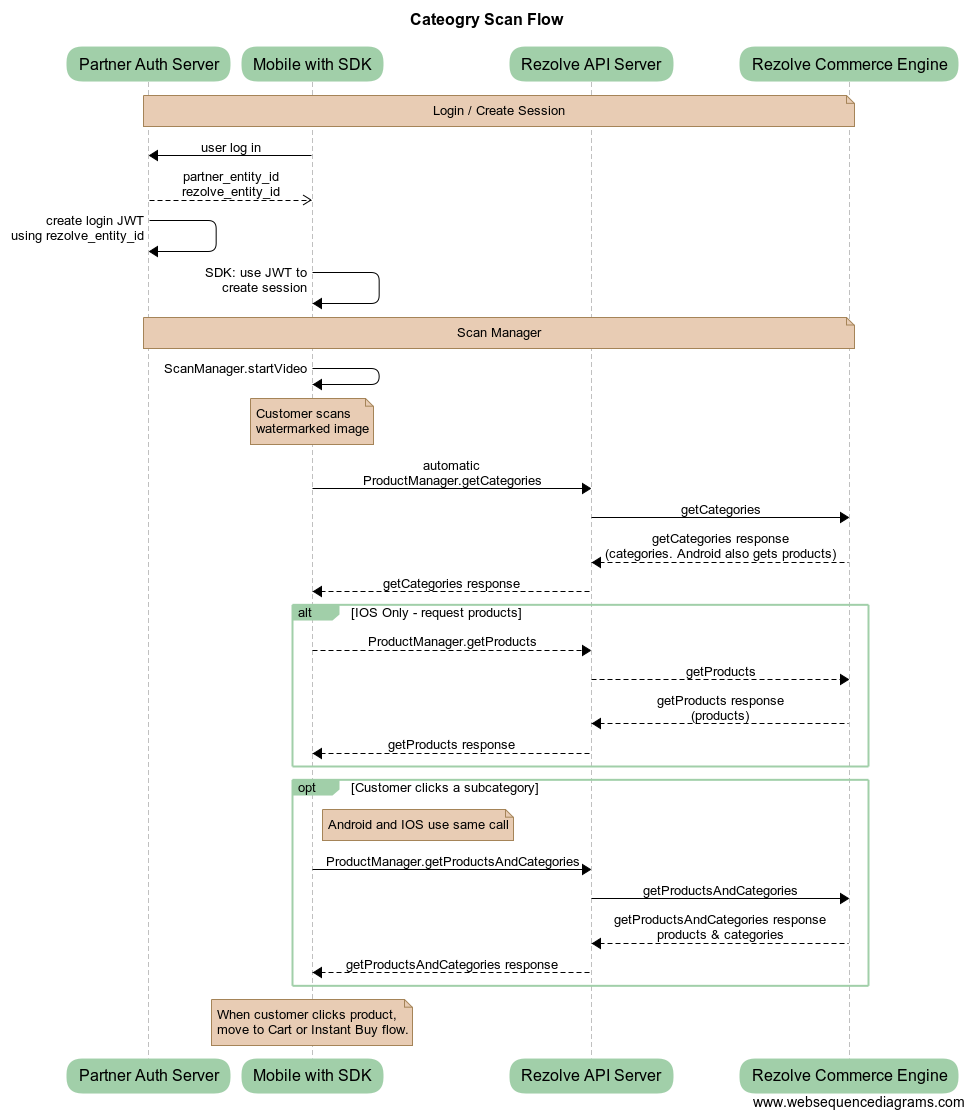 Cateogry Scan Flow
Partner Auth Server
Mobile with SDK
Rezolve API Server
Rezolve Commerce Engine
Login / Create Session
user log in
partner_entity_id
rezolve_entity_id
create login JWT
using rezolve_entity_id
SDK: use JWT to
create session
Scan Manager
ScanManager.startVideo
Customer scans
watermarked image
automatic
ProductManager.getCategories
getCategories
getCategories response
(categories. Android also gets products)
getCategories response
alt
[IOS Only - request products]
ProductManager.getProducts
getProducts
getProducts response
(products)
getProducts response
opt
[Customer clicks a subcategory]
Android and IOS use same call
ProductManager.getProductsAndCategories
getProductsAndCategories
getProductsAndCategories response
products & categories
getProductsAndCategories response
When customer clicks product,
move to Cart or Instant Buy flow.
Partner Auth Server
Mobile with SDK
Rezolve API Server
Rezolve Commerce Engine
www.websequencediagrams.com